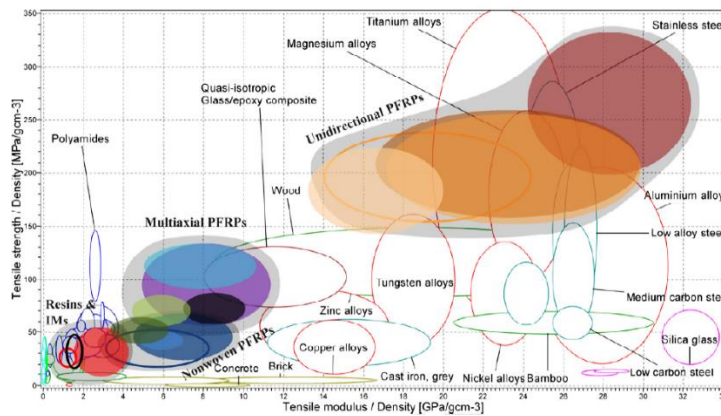 Titanium alloys
Stainless steel
Magnesium alloys
Quasi-isotropic
Glass/epoxy composite
Unidirectional PFRPs
Polyamides
Wood
Multiaxial PFRPs
Aluminium alloy
Low alloy steel
Resins &
IMs
Tungsten alloys
Zinc alloys
Medium carbon stee
Nonwoven PFRPs
Copper alloys
Silica glass
Concrete
Brick
Cast iron, grey
Nickel alloys
Bamboo
Low carbon steel
350
300
250
200
150
100
50
0
0
2
4
6
8
10
12
14
16
18
20
22
24
26
28
30
32
34
Tensile strength / Density [MPa/gcm-3]
Tensile modulus / Density [GPa/gcm-3]